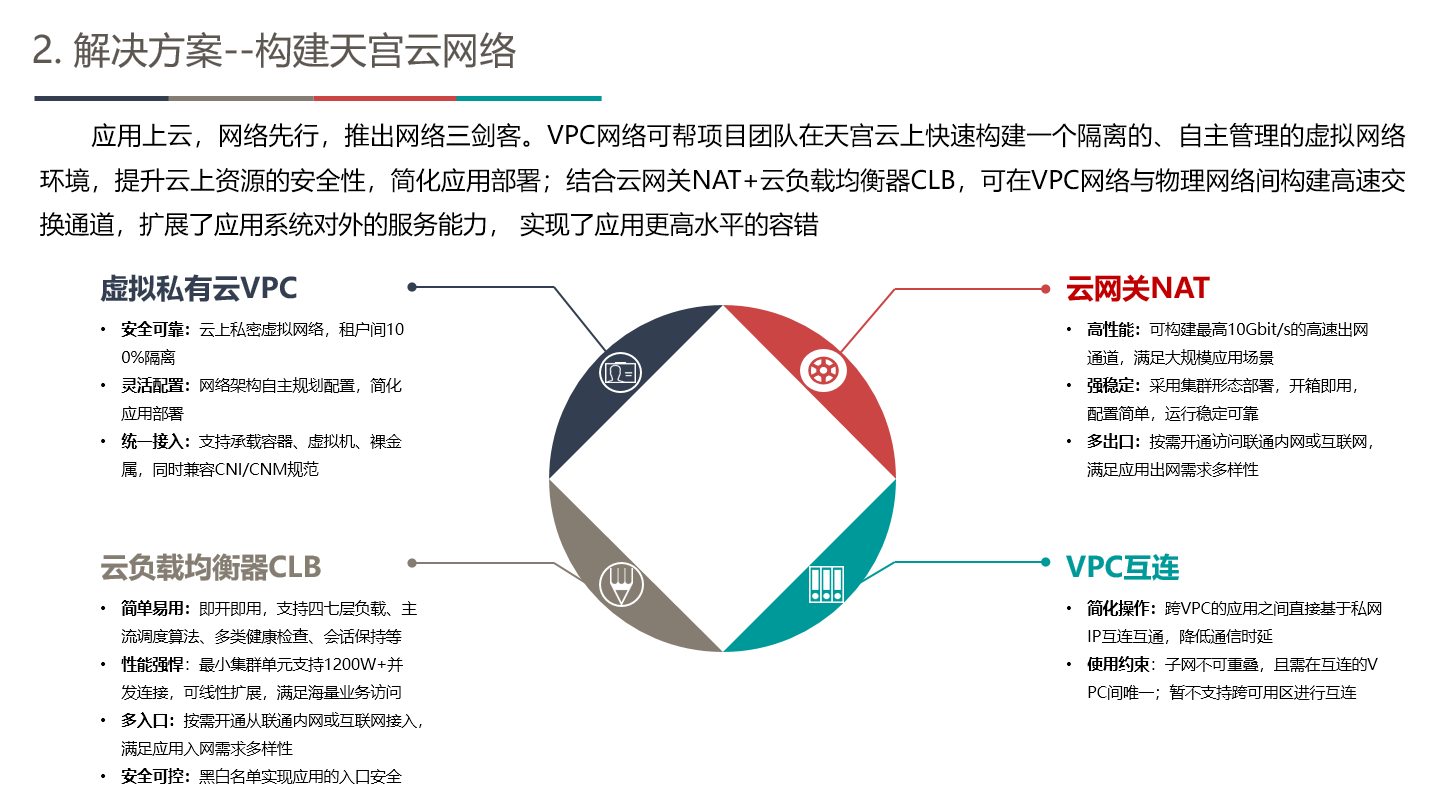 2. 解决方案--构建天宫云网络
应用上云，网络先行，推出网络三剑客。VPC网络可帮项目团队在天宫云上快速构建一个隔离的、自主管理的虚拟网络
环境，提升云上资源的安全性，简化应用部署；结合云网关NAT+云负载均衡器CLB，可在VPC网络与物理网络间构建高速交
换通道，扩展了应用系统对外的服务能力， 实现了应用更高水平的容错
虚拟私有云VPC
• 安全可靠：云上私密虚拟网络，租户间10
0%隔离
• 灵活配置：网络架构自主规划配置，简化
应用部署
• 统一接入：支持承载容器、虚拟机、裸金
属，同时兼容CNI/CNM规范
云网关NAT
• 高性能：可构建最高10Gbit/s的高速出网
通道，满足大规模应用场景
• 强稳定：采用集群形态部署，开箱即用，
配置简单，运行稳定可靠
• 多出口：按需开通访问联通内网或互联网，
满足应用出网需求多样性
云负载均衡器CLB
• 简单易用：即开即用，支持四七层负载、主
流调度算法、多类健康检查、会话保持等
• 性能强悍：最小集群单元支持1200W+并
发连接，可线性扩展，满足海量业务访问
• 多入口：按需开通从联通内网或互联网接入，
满足应用入网需求多样性
• 安全可控：黑白名单实现应用的入口安全
VPC互连
• 简化操作：跨VPC的应用之间直接基于私网
IP互连互通，降低通信时延
• 使用约束：子网不可重叠，且需在互连的V
PC间唯一；暂不支持跨可用区进行互连